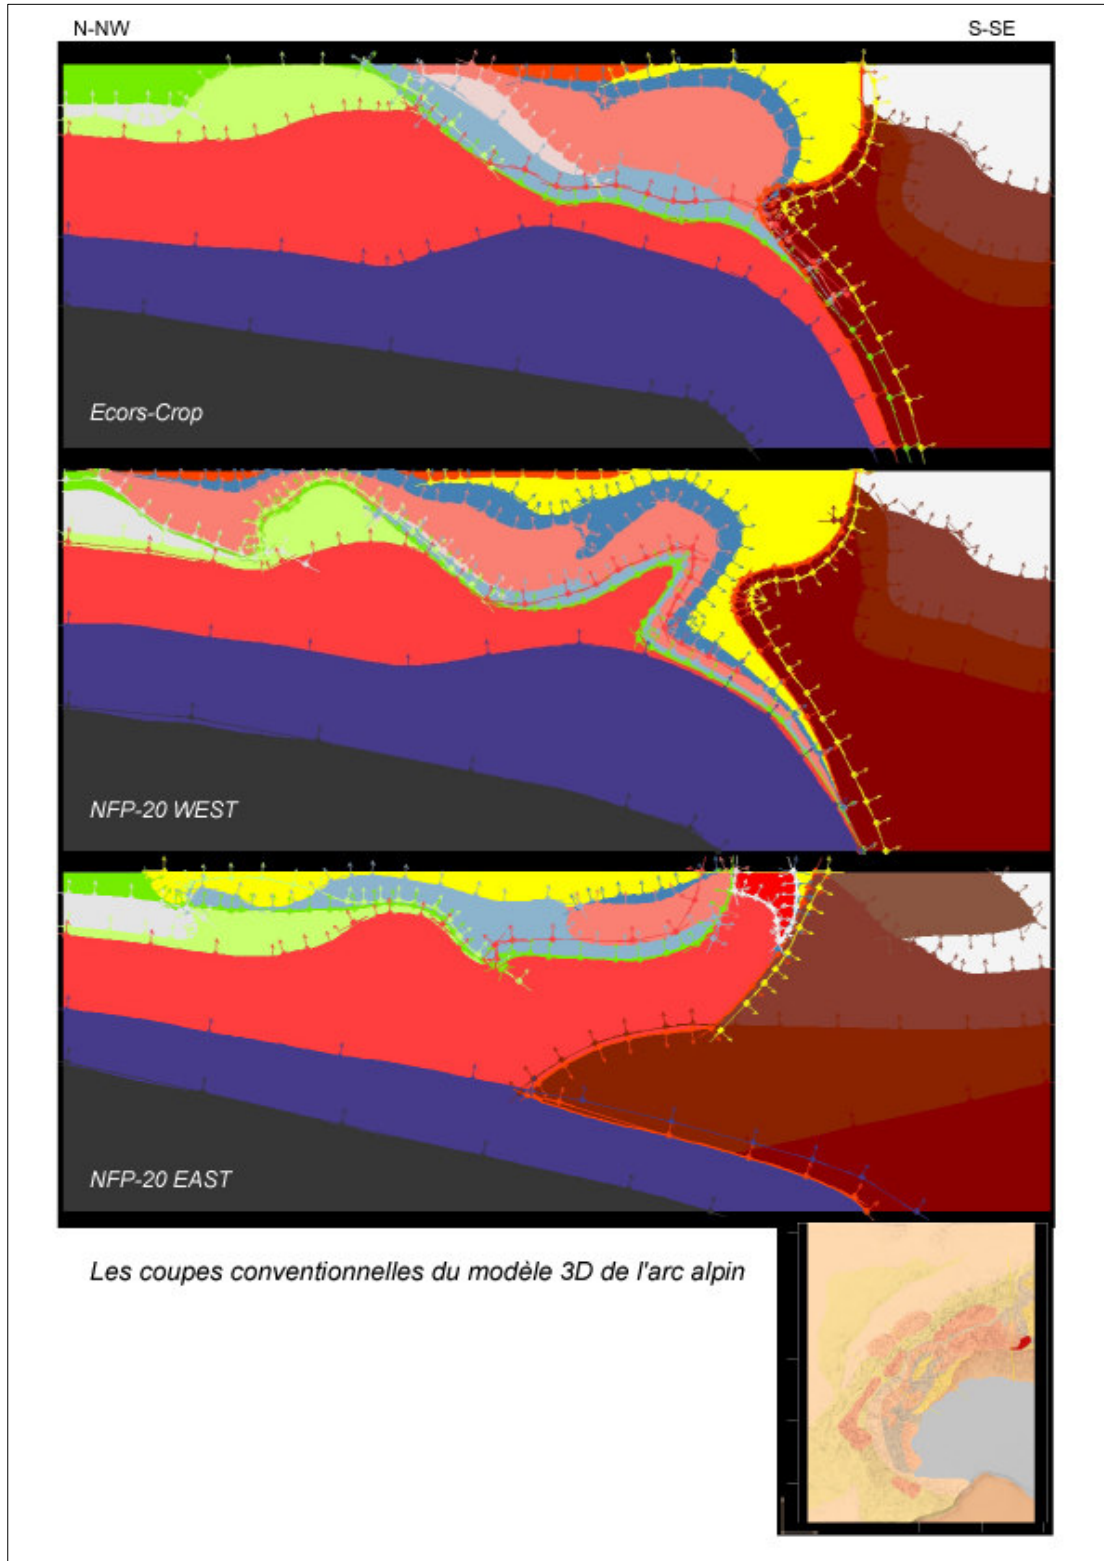 N-NW S-SE
Ecors-Crop
NFP-20 WEST
NFP-20 EAST
Les coupes conventionnelles du modèle 3D de l'arc alpin